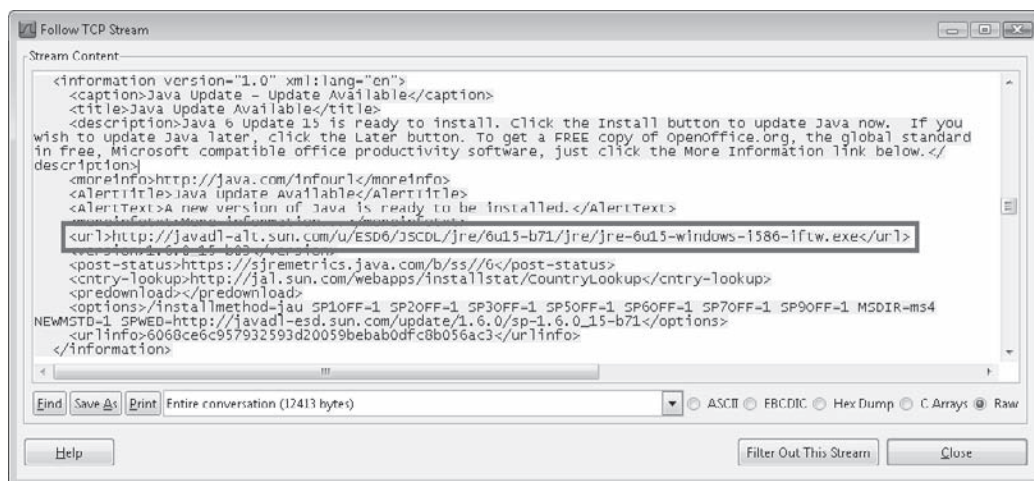 Follow TCP Stream
Stream Content
<information version="1.0" xml:lang="en">
<caption>Java Update - Update Available</caption>
<title>Java Update Available</title>
<description>Java 6 Update 15 is ready to install. Click the Install button to update Java now.  If you
wish to update Java later, click the Later button. To get a FREE copy of OpenOffice.org, the global standard
in free, Microsoft compatible office productivity software, just click the More Information link below.</
description>
<moreinfo>http://java.com/infourl</moreinfo>
<AlertTitle>Java Update Available</AlertTitle>
<AlertText>A new version of Java is ready to be installed.</AlertText>
<url>http://javadl-alt.sun.com/u/ESD6/JSCDL/jre/6u15-b71/jre/jre-6u15-windows-i586-iftw.exe</url>
<version>1.6.0_15-b03</version>
<post-status>https://sjremetrics.java.com/b/ss//6</post-status>
<cntry-lookup>http://jal.sun.com/webapps/installstat/CountryLookup</cntry-lookup>
<predownload></predownload>
<options>/installmethod=jau SP1OFF=1 SP2OFF=1 SP3OFF=1 SP5OFF=1 SP6OFF=1 SP7OFF=1 SP9OFF=1 MSDIR=ms4
NEWMSTD=1 SPWEB=http://javadl-esd.sun.com/update/1.6.0/sp-1.6.0_15-b71</options>
<urlinfo>6068ce6c957932593d20059bebab0dfc8b056ac3</urlinfo>
</information>
Find Save As Print Entire conversation (12413 bytes) ASCII EBCDIC Hex Dump C Arrays Raw
Help Filter Out This Stream Close